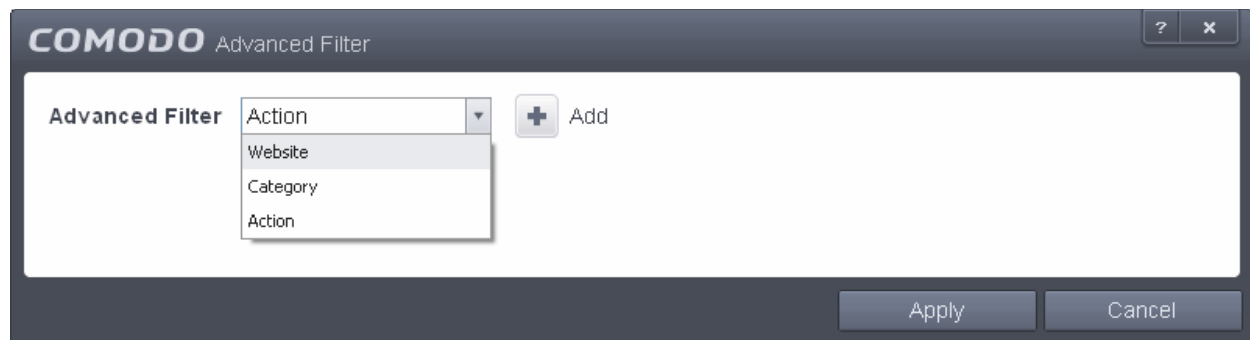 COMODO Advanced Filter ? x
Advanced Filter Action Add
Website
Category
Action
Apply Cancel